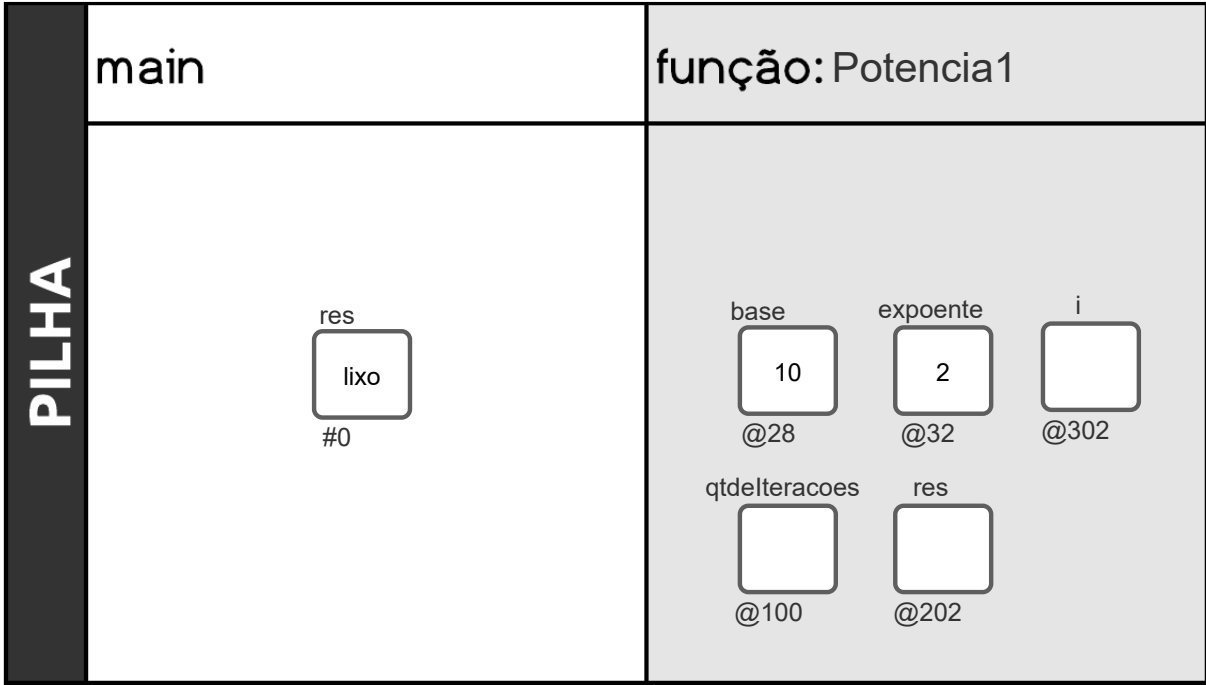 PILHA
main
função: Potencia1
res
lixo
#0
base
expoente
i
10
2
@28
@32
@302
qtdeIteracoes
res
@100
@202